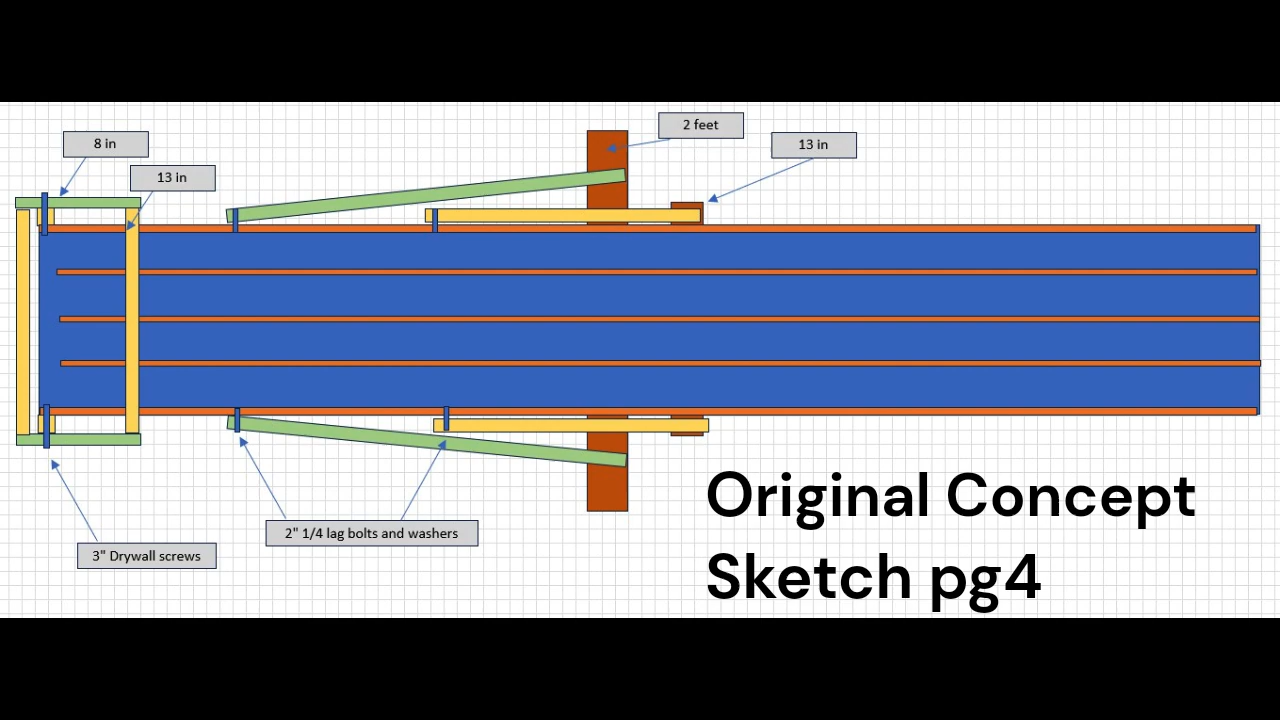 2 feet
8 in
13 in
13 in
Original Concept
Sketch pg4
2" 1/4 lag bolts and washers
3" Drywall screws